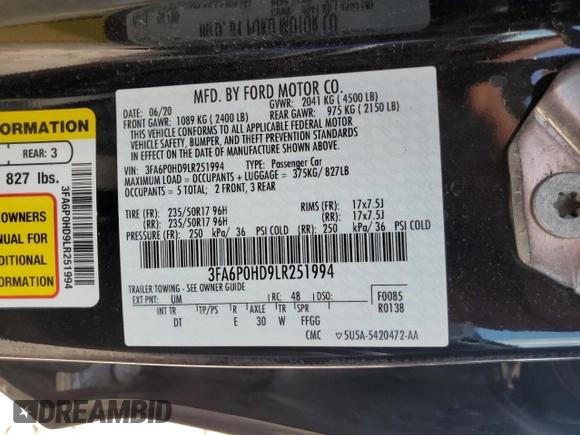 MFD. BY FORD MOTOR CO.
06/20 GVWR: 2041 KG ( 4500 LB)
FRONT GAWR: 1089 KG ( 2400 LB) REAR GAWR: 975 KG ( 2150 LB)
THIS VEHICLE CONFORMS TO ALL APPLICABLE FEDERAL MOTOR
VEHICLE SAFETY, BUMPER, AND THEFT PREVENTION STANDARDS
IN EFFECT ON THE DATE OF MANUFACTURE SHOWN ABOVE.
VIN: 3FA6P0HD9LR251994 TYPE: Passenger Car
MAXIMUM LOAD = OCCUPANTS + LUGGAGE = 375KG/ 827LB
OCCUPANTS = 5 TOTAL; 2 FRONT, 3 REAR
TIRE (FR): 235/50R17 96H RIMS (FR): 17x7.5J
(RR): 235/50R17 96H (RR): 17x7.5J
PRESSURE (FR): 250 kPa/ 36 PSI COLD (RR): 250 kPa/ 36 PSI COLD
3FA6P0HD9LR251994
TRAILER TOWING - SEE OWNER GUIDE
EXT PNT: UM RC: 48 DSO: F0085
INT TR TP/PS R AXLE TR SPR R0138
DT E 30 W FFGG
CMC 5U5A-5420472-AA
ORMATION
REAR: 3
827 lbs.
OWNERS
NUAL FOR
DITIONAL
ORMATION
3FA6P0HD9LR251994
DREAMBID